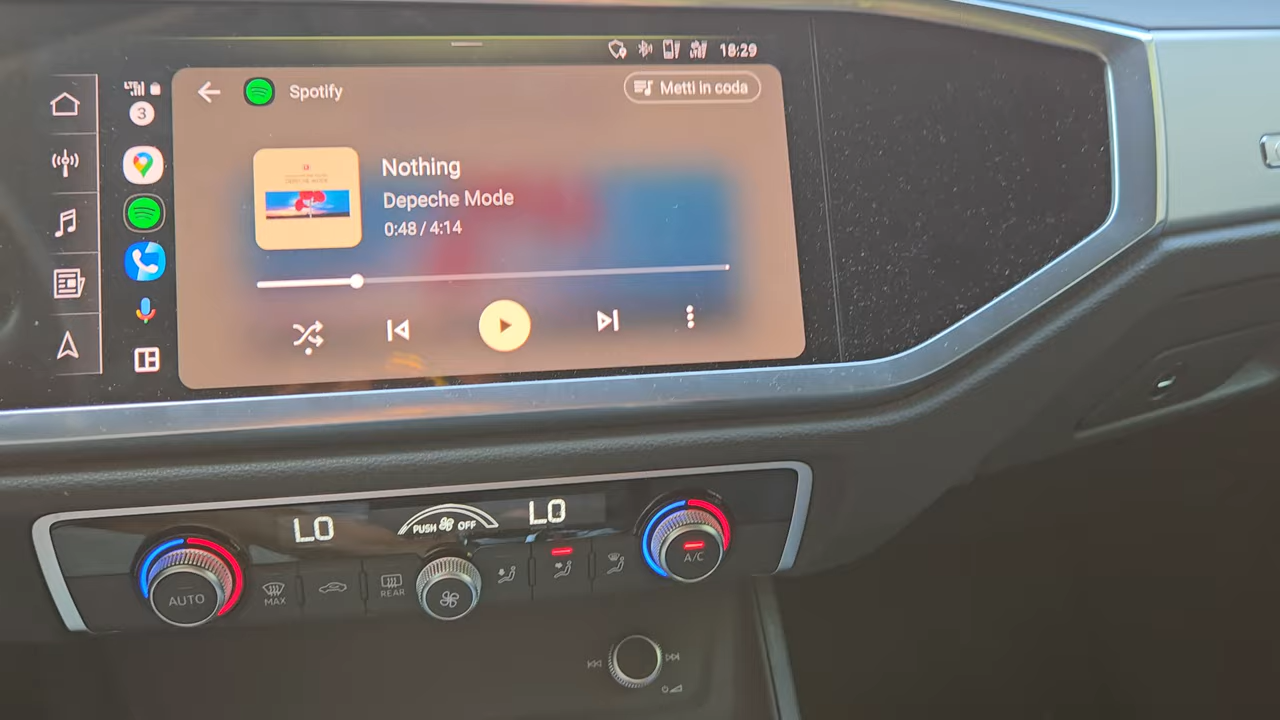 18:29
LTE
3
Spotify
Metti in coda
Nothing
Depeche Mode
0:48 / 4:14
LO
PUSH OFF
LO
AUTO
MAX
REAR
A/C